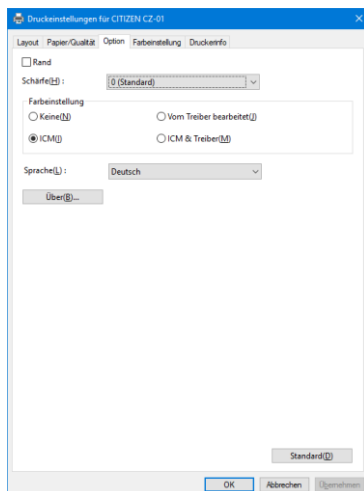 Druckeinstellungen für CITIZEN CZ-01
Layout Papier/Qualität Option Farbeinstellung Druckerinfo
Rand
Schärfe(H) : 0 (Standard)
Farbeinstellung
Keine(N) Vom Treiber bearbeitet(J)
ICM(I) ICM & Treiber(M)
Sprache(L) : Deutsch
Über(B)...
Standard(D)
OK Abbrechen Übernehmen